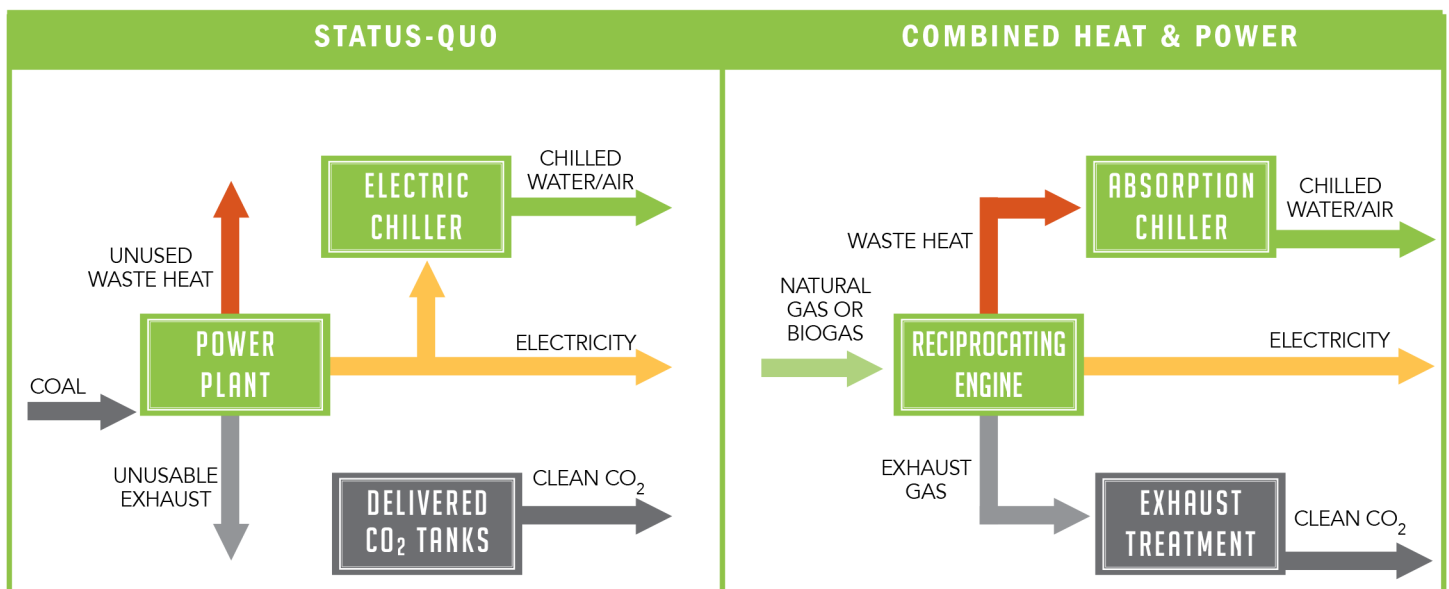 STATUS-QUO
COMBINED HEAT & POWER
ELECTRIC
CHILLER
CHILLED
WATER/AIR
UNUSED
WASTE HEAT
POWER
PLANT
ELECTRICITY
COAL
UNUSABLE
EXHAUST
DELIVERED
CO₂ TANKS
CLEAN CO₂
ABSORPTION
CHILLER
CHILLED
WATER/AIR
WASTE HEAT
NATURAL
GAS OR
BIOGAS
RECIPROCATING
ENGINE
ELECTRICITY
EXHAUST
GAS
EXHAUST
TREATMENT
CLEAN CO₂